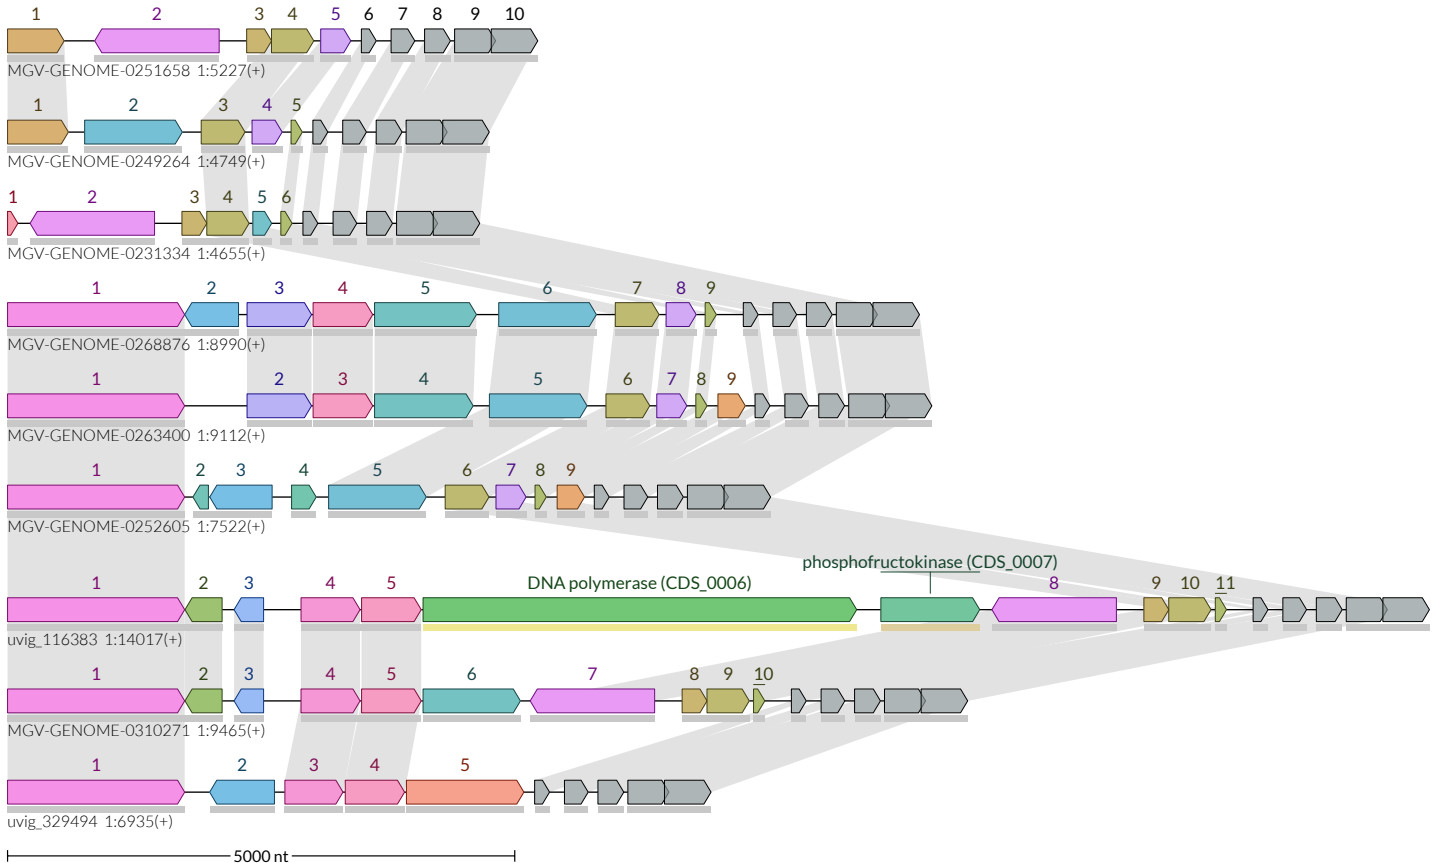 1 2 3 4 5 6 7 8 9 10
MGV-GENOME-0251658 1:5227(+)
1 2 3 4 5
MGV-GENOME-0249264 1:4749(+)
1 2 3 4 5 6
MGV-GENOME-0231334 1:4655(+)
1 2 3 4 5 6 7 8 9
MGV-GENOME-0268876 1:8990(+)
1 2 3 4 5 6 7 8 9
MGV-GENOME-0263400 1:9112(+)
1 2 3 4 5 6 7 8 9
MGV-GENOME-0252605 1:7522(+)
phosphofructokinase (CDS_0007)
1 2 3 4 5 DNA polymerase (CDS_0006) 8 9 10 11
uvig_116383 1:14017(+)
1 2 3 4 5 6 7 8 9 10
MGV-GENOME-0310271 1:9465(+)
1 2 3 4 5
uvig_329494 1:6935(+)
5000 nt